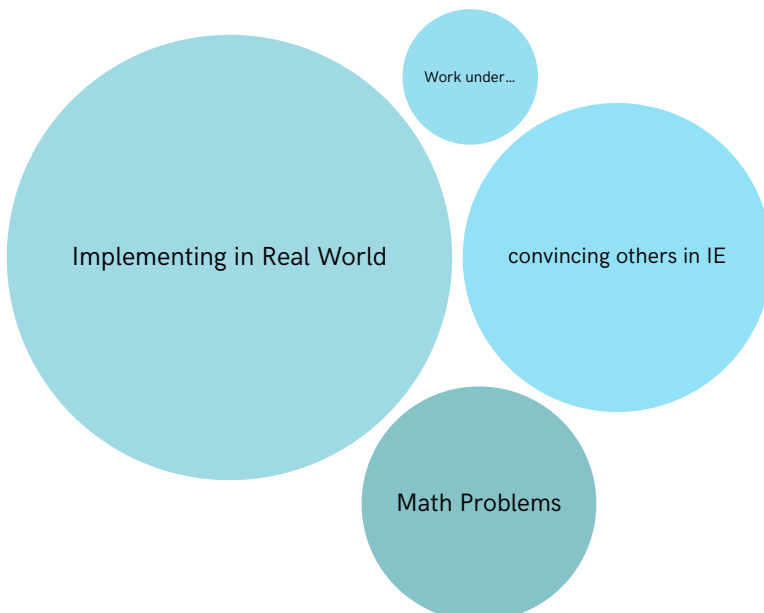 Work under…
Implementing in Real World
convincing others in IE
Math Problems